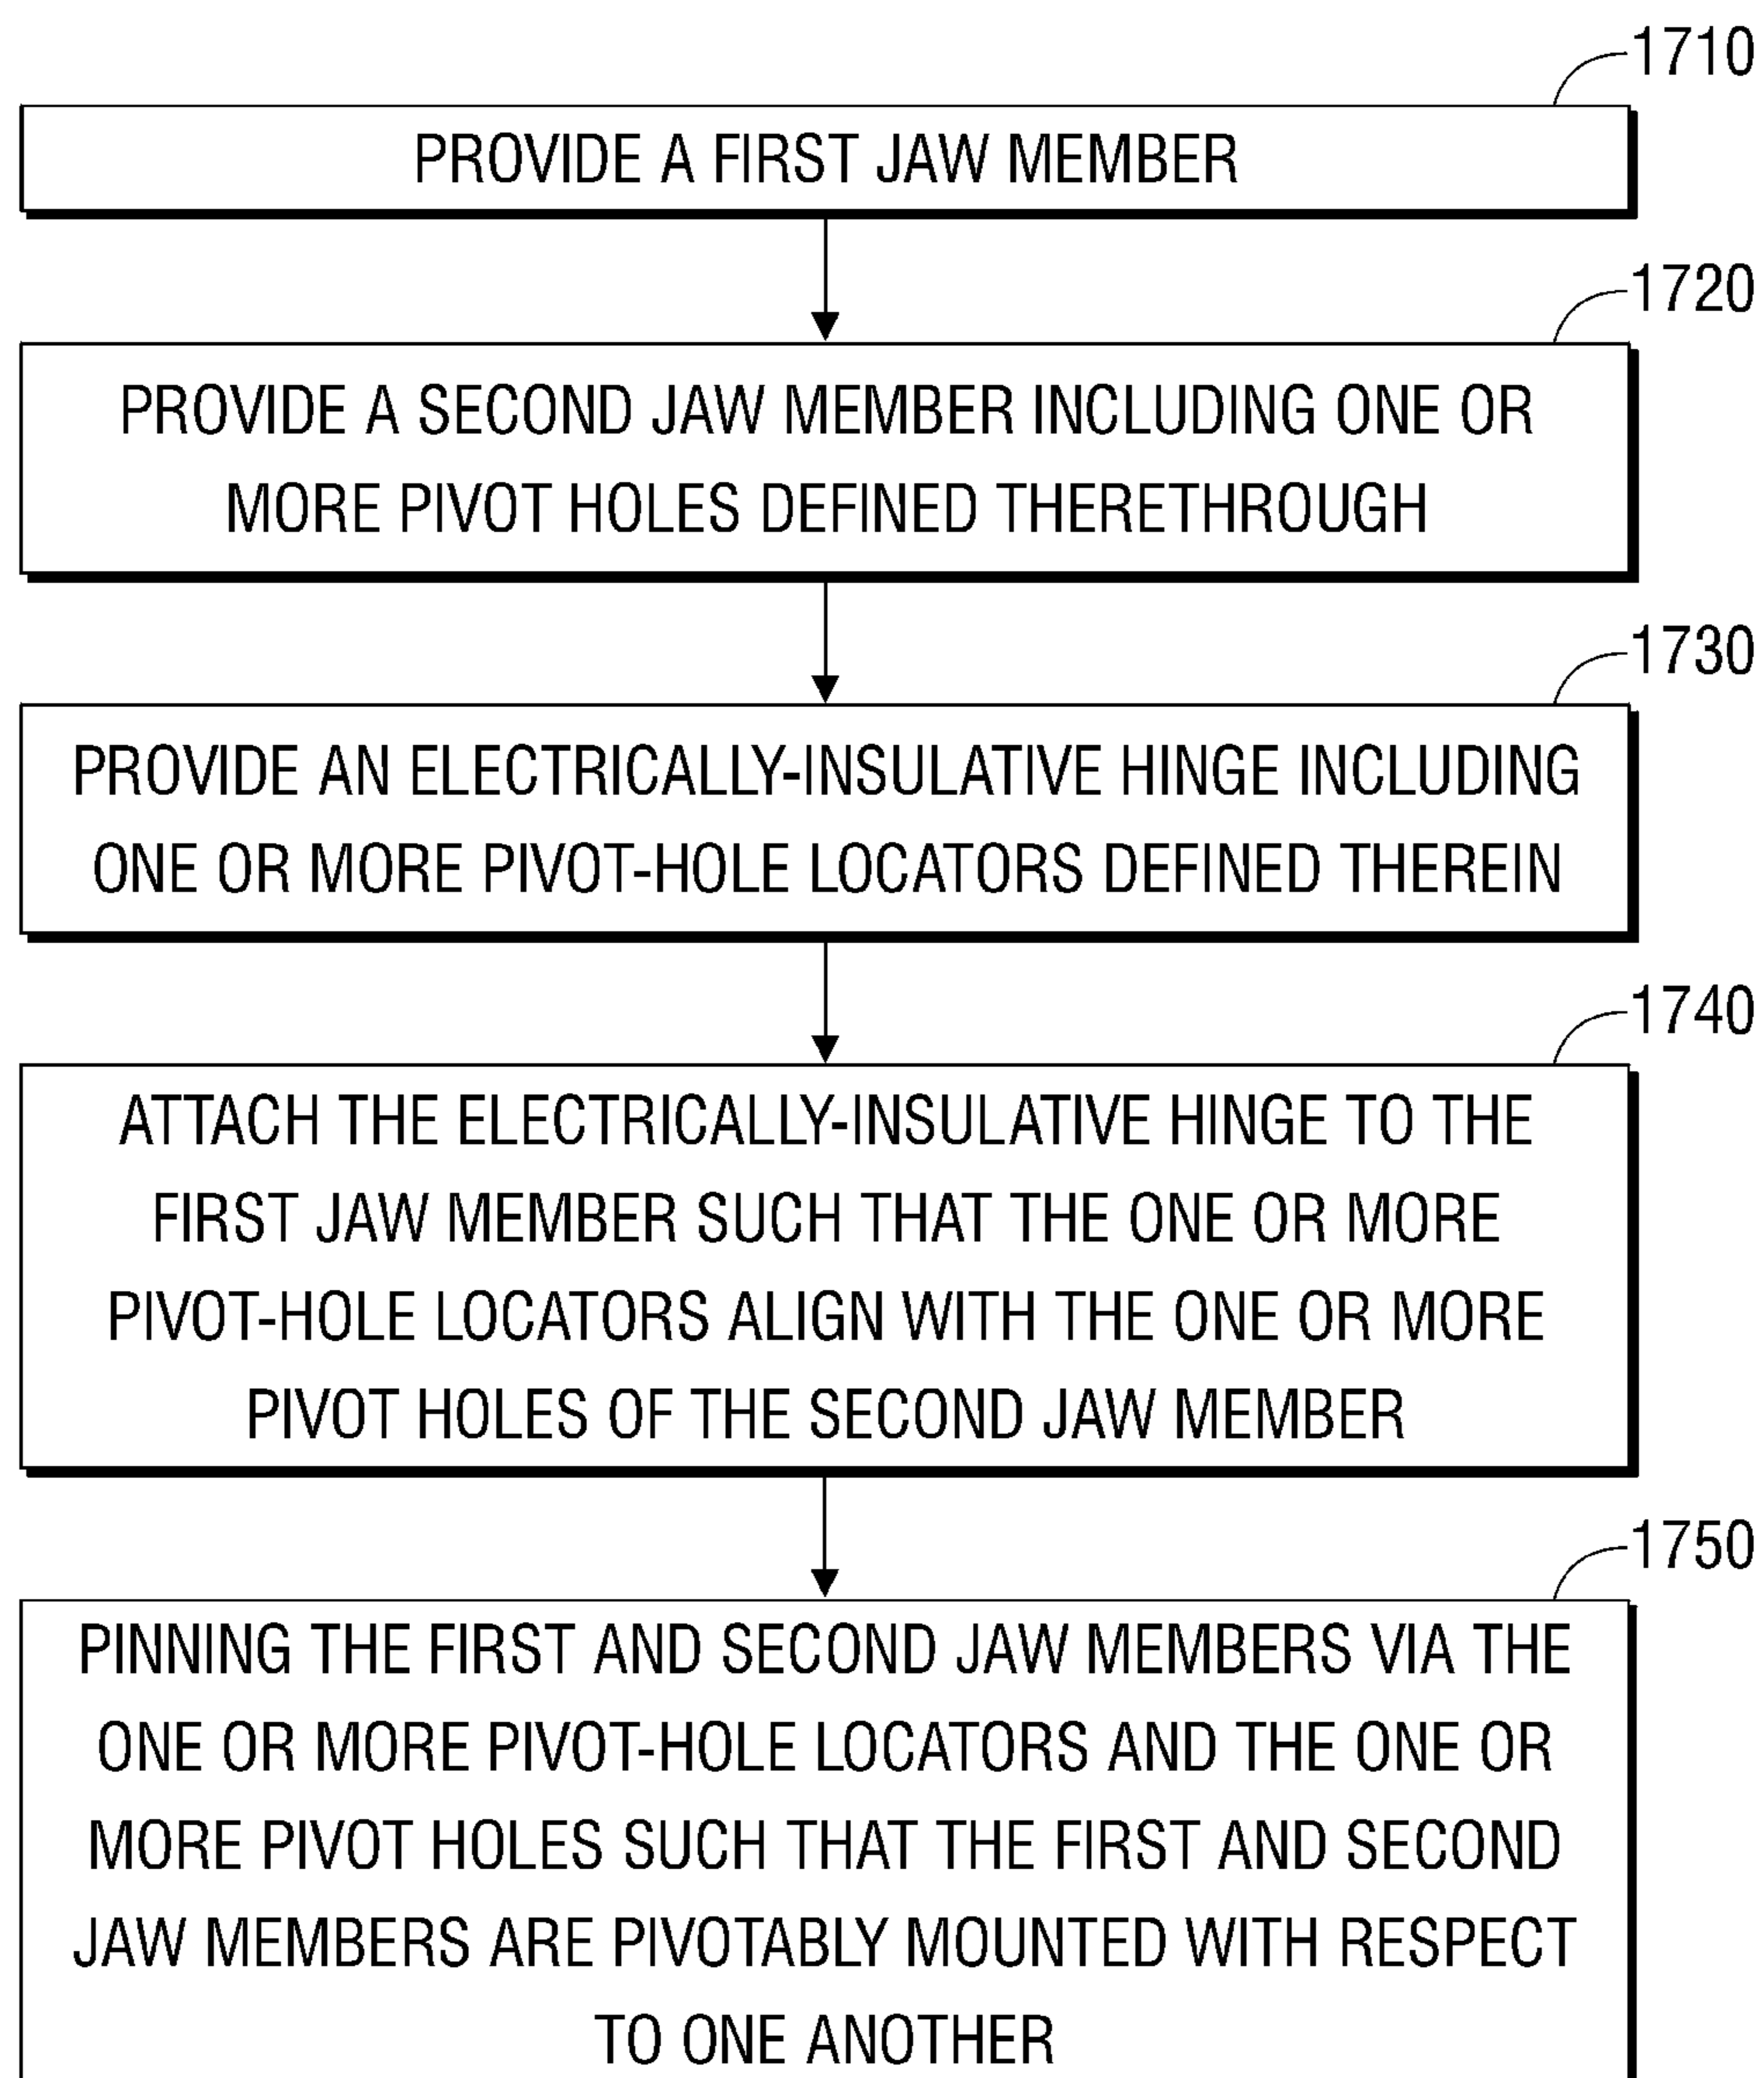 1710
PROVIDE A FIRST JAW MEMBER
1720
PROVIDE A SECOND JAW MEMBER INCLUDING ONE OR
MORE PIVOT HOLES DEFINED THERETHROUGH
1730
PROVIDE AN ELECTRICALLY-INSULATIVE HINGE INCLUDING
ONE OR MORE PIVOT-HOLE LOCATORS DEFINED THEREIN
1740
ATTACH THE ELECTRICALLY-INSULATIVE HINGE TO THE
FIRST JAW MEMBER SUCH THAT THE ONE OR MORE
PIVOT-HOLE LOCATORS ALIGN WITH THE ONE OR MORE
PIVOT HOLES OF THE SECOND JAW MEMBER
1750
PINNING THE FIRST AND SECOND JAW MEMBERS VIA THE
ONE OR MORE PIVOT-HOLE LOCATORS AND THE ONE OR
MORE PIVOT HOLES SUCH THAT THE FIRST AND SECOND
JAW MEMBERS ARE PIVOTABLY MOUNTED WITH RESPECT
TO ONE ANOTHER